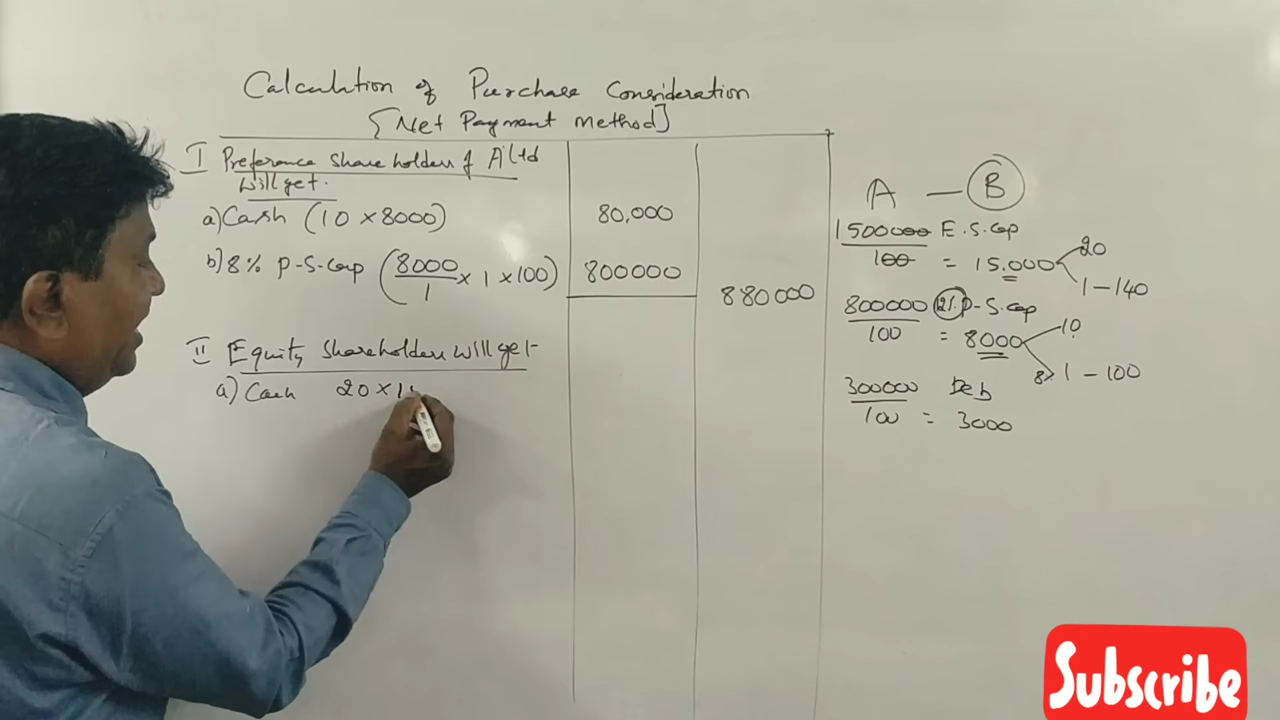 Calculation of Purchase Consideration
[Net Payment Method]
I Preference Shareholders of A Ltd
will get.
a) Cash (10 × 8000) 80,000
b) 8% P-S-Cap (8000/1 × 1 × 100) 800000
880000
II Equity Shareholders will get
a) Cash 20 × 1
A — B
1500000 E.S.Cap
100 = 15.000
20
1 - 140
800000 P-S.Cap
100 = 8000
10
8% 1 - 100
300000 Deb
100 = 3000
Subscribe